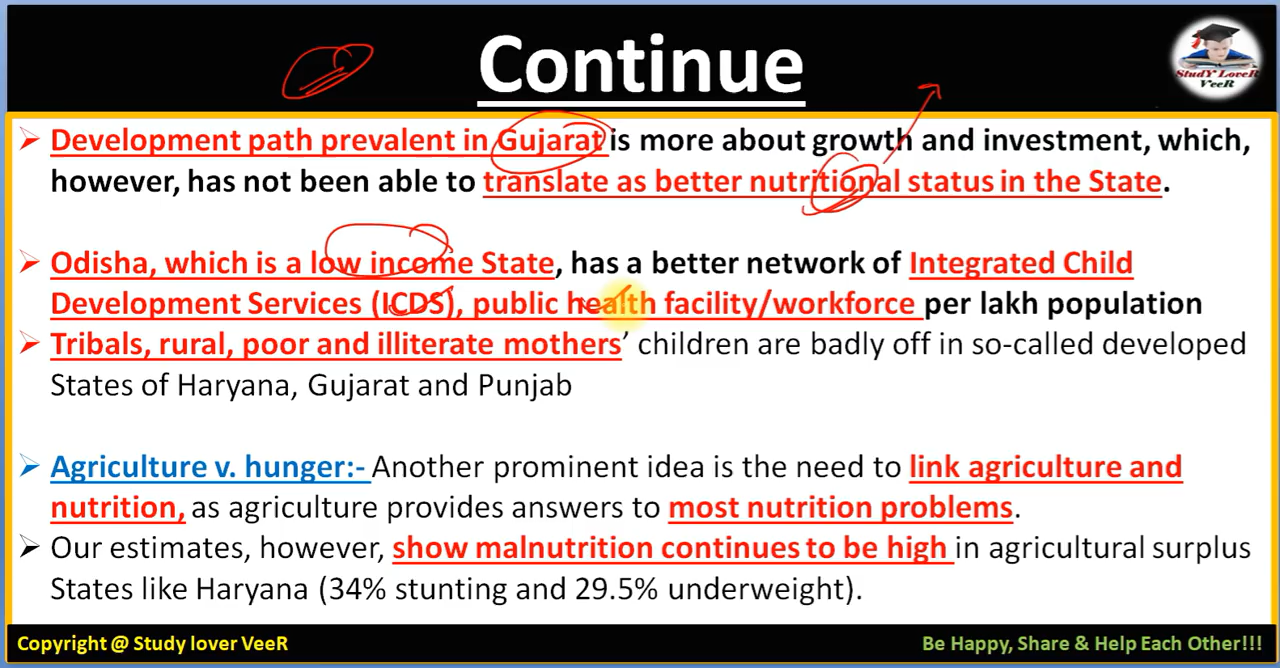 Continue
StudY LoveR
VeeR
➢ Development path prevalent in Gujarat is more about growth and investment, which,
however, has not been able to translate as better nutritional status in the State.
➢ Odisha, which is a low income State, has a better network of Integrated Child
Development Services (ICDS), public health facility/workforce per lakh population
➢ Tribals, rural, poor and illiterate mothers’ children are badly off in so-called developed
States of Haryana, Gujarat and Punjab
➢ Agriculture v. hunger:- Another prominent idea is the need to link agriculture and
nutrition, as agriculture provides answers to most nutrition problems.
➢ Our estimates, however, show malnutrition continues to be high in agricultural surplus
States like Haryana (34% stunting and 29.5% underweight).
Copyright @ Study lover VeeR
Be Happy, Share & Help Each Other!!!